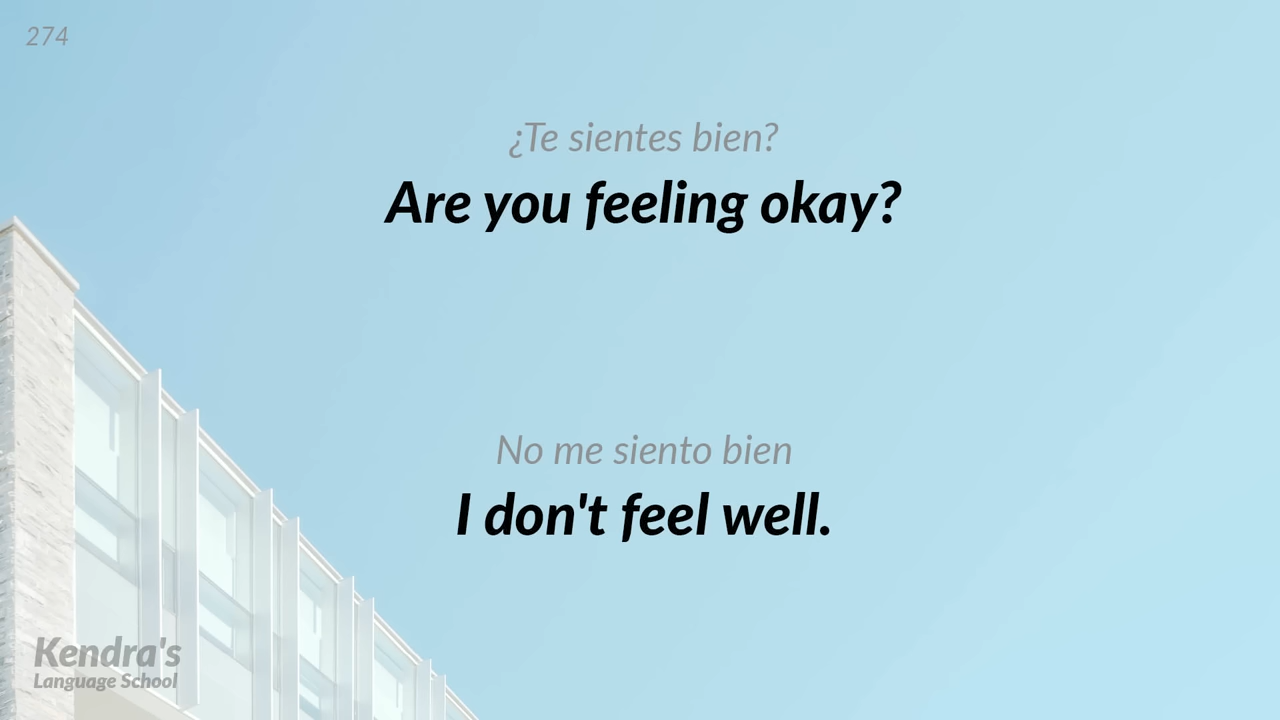 274
¿Te sientes bien?
Are you feeling okay?
No me siento bien
I don't feel well.
Kendra's
Language School